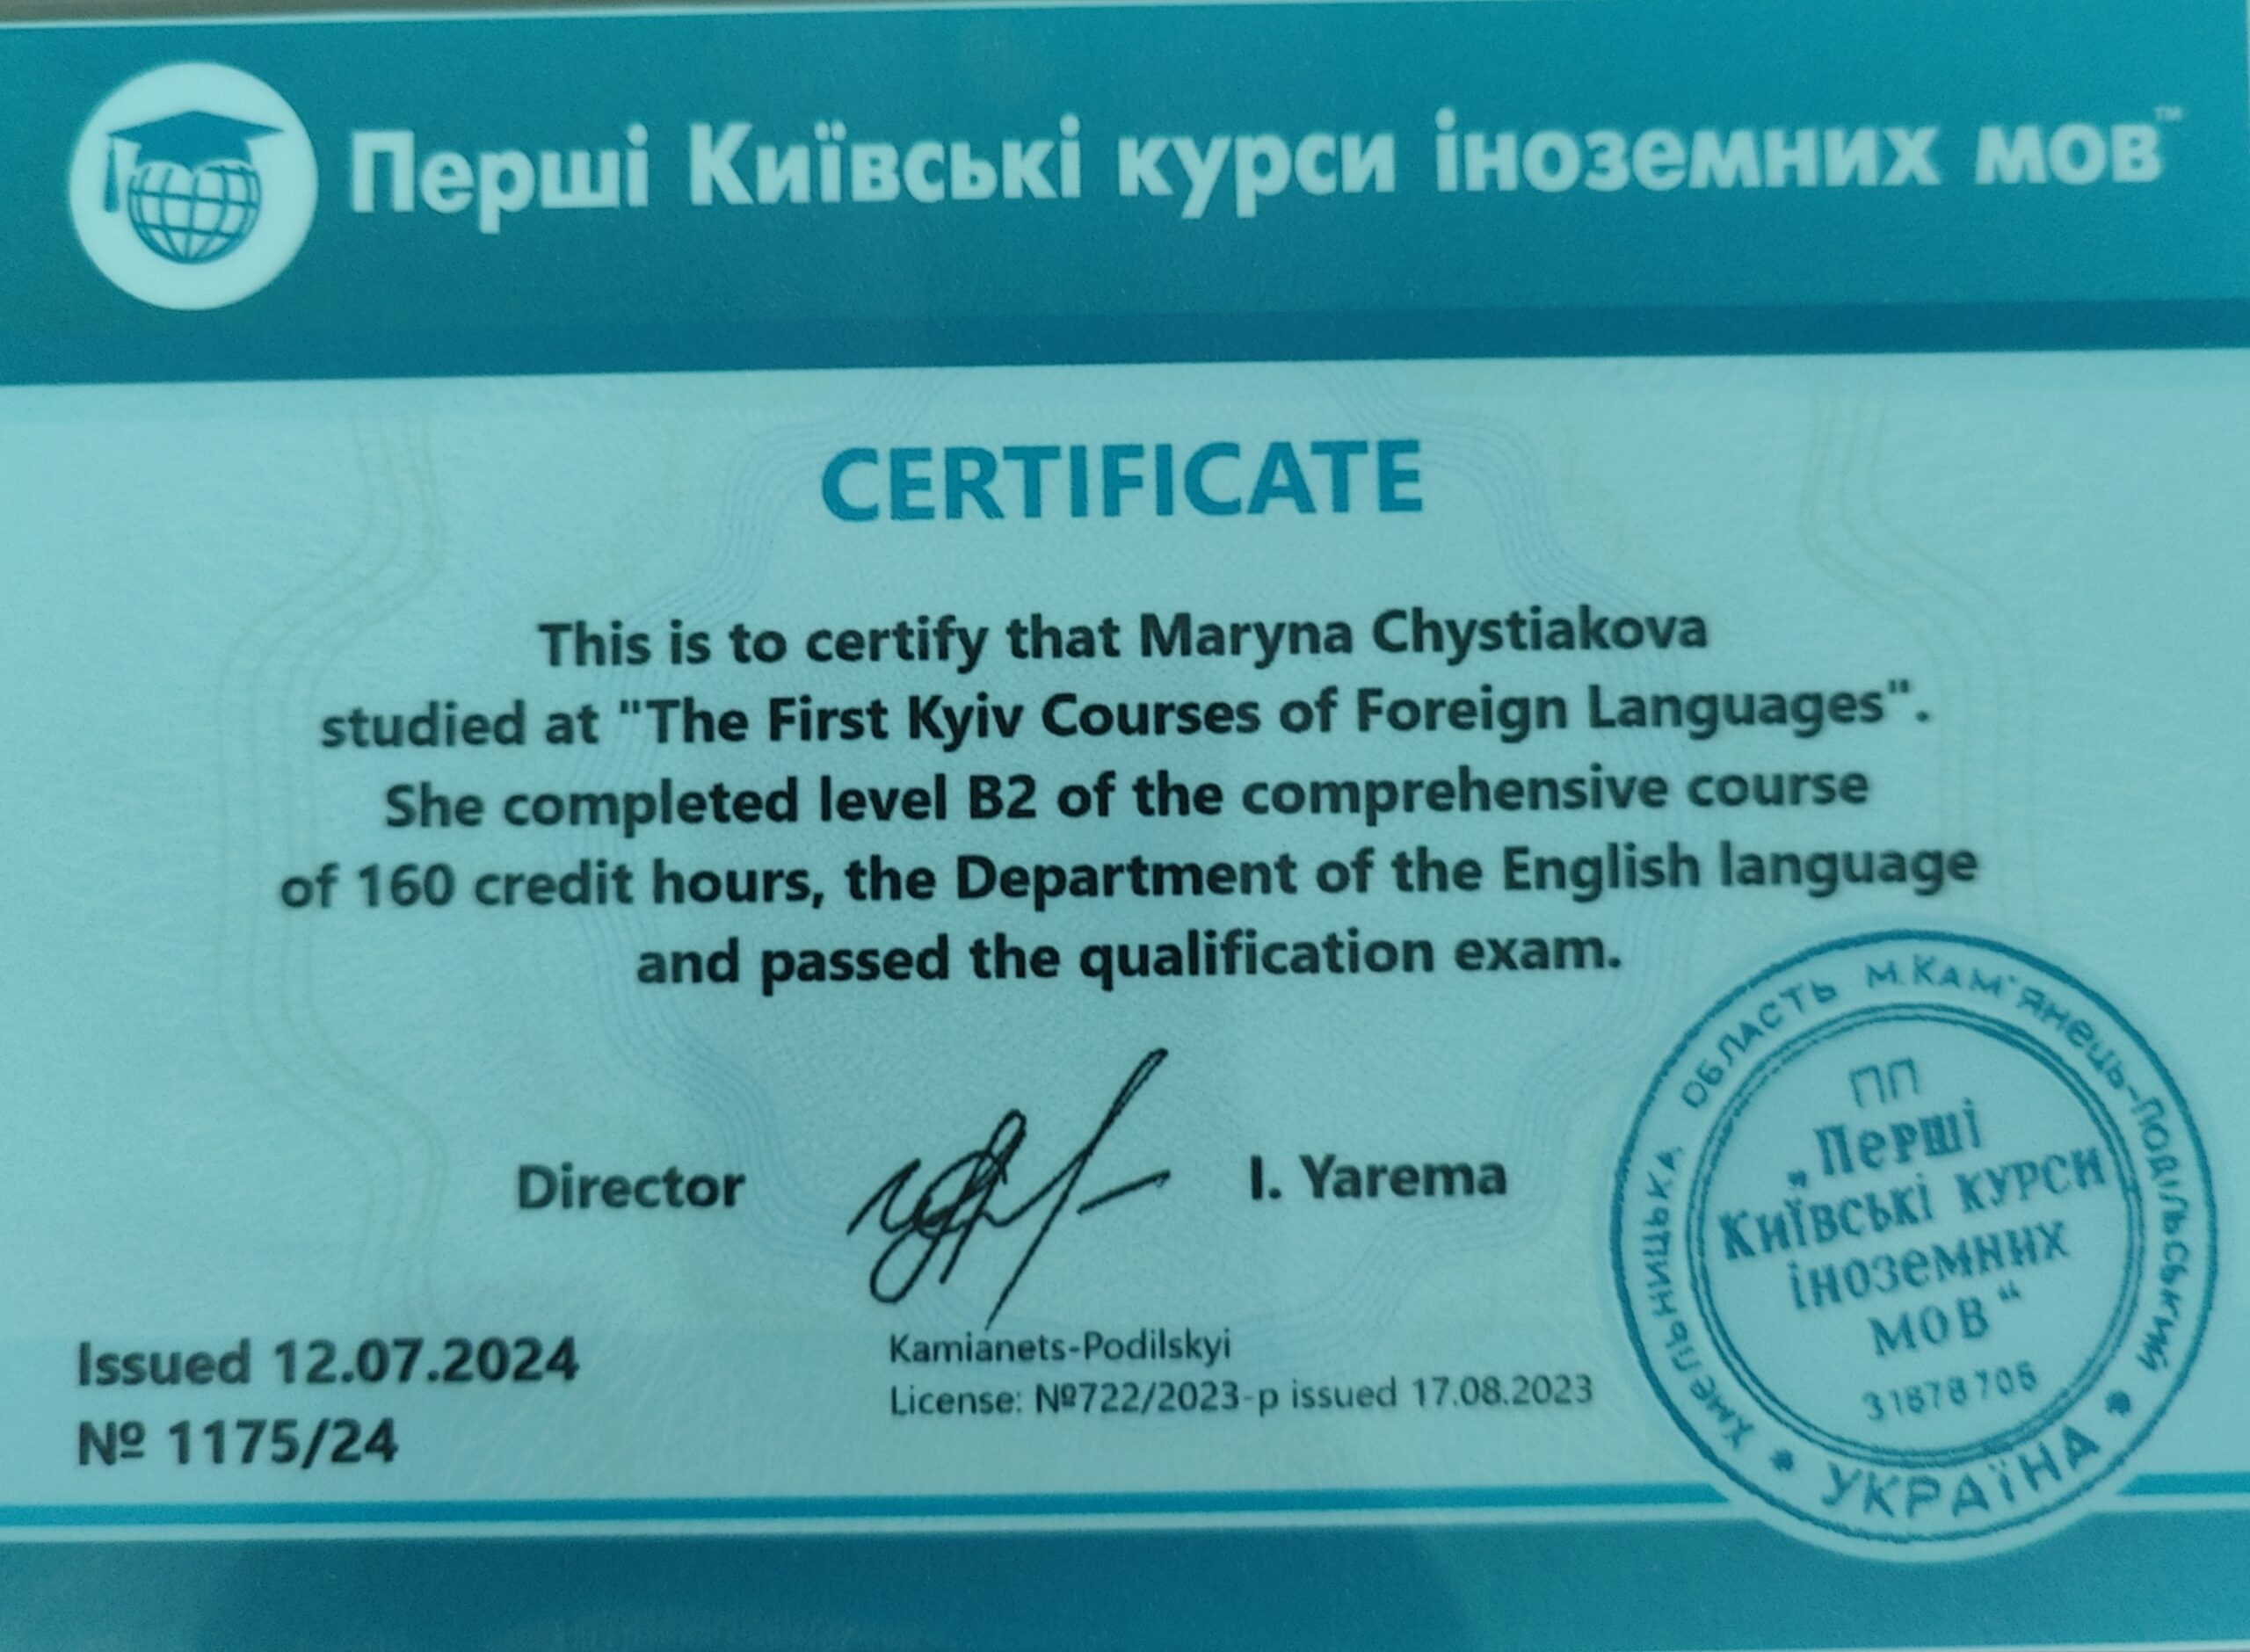 Перші Київські курси іноземних мов™
CERTIFICATE
This is to certify that Maryna Chystiakova
studied at "The First Kyiv Courses of Foreign Languages".
She completed level B2 of the comprehensive course
of 160 credit hours, the Department of the English language
and passed the qualification exam.
Director I. Yarema
Issued 12.07.2024
№ 1175/24
Kamianets-Podilskyi
License: №722/2023-р issued 17.08.2023
ХМЕЛЬНИЦЬКА ОБЛАСТЬ М.КАМ'ЯНЕЦЬ-ПОДІЛЬСЬКИЙ
* УКРАЇНА *
ПП
„Перші
Київські курси
іноземних
мов“
31678706